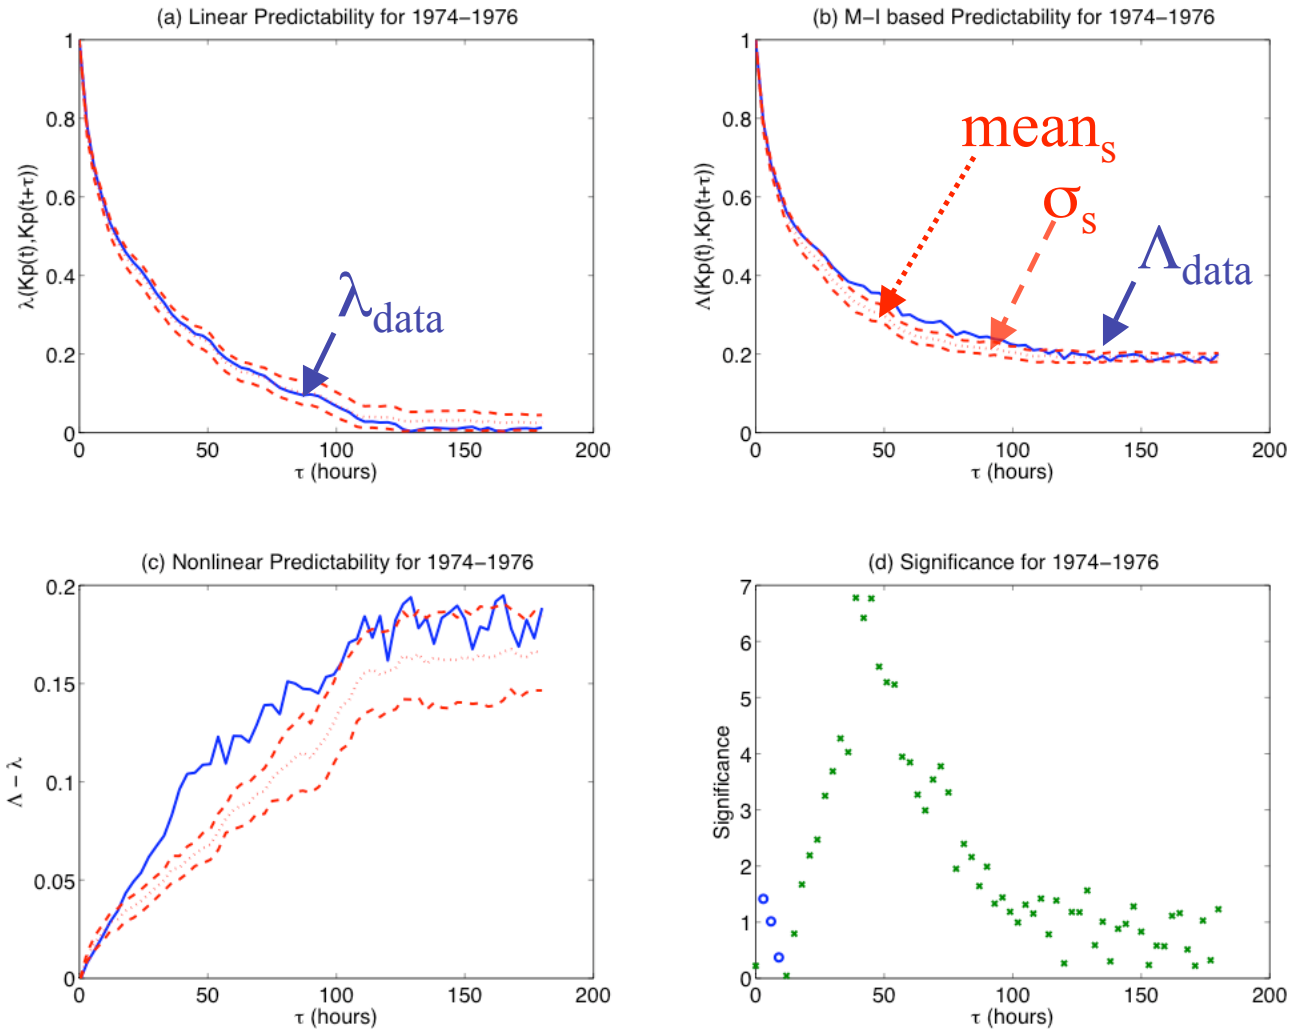 (a) Linear Predictability for 1974–1976
1
0.8
0.6
0.4
0.2
0
λ(Kp(t),Kp(t+τ))
λdata
0 50 100 150 200
τ (hours)
(b) M–I based Predictability for 1974–1976
1
0.8
0.6
0.4
0.2
0
Λ(Kp(t),Kp(t+τ))
means
σs
Λdata
0 50 100 150 200
τ (hours)
(c) Nonlinear Predictability for 1974–1976
0.2
0.15
0.1
0.05
0
Λ – λ
0 50 100 150 200
τ (hours)
(d) Significance for 1974–1976
7
6
5
4
3
2
1
0
Significance
0 50 100 150 200
τ (hours)